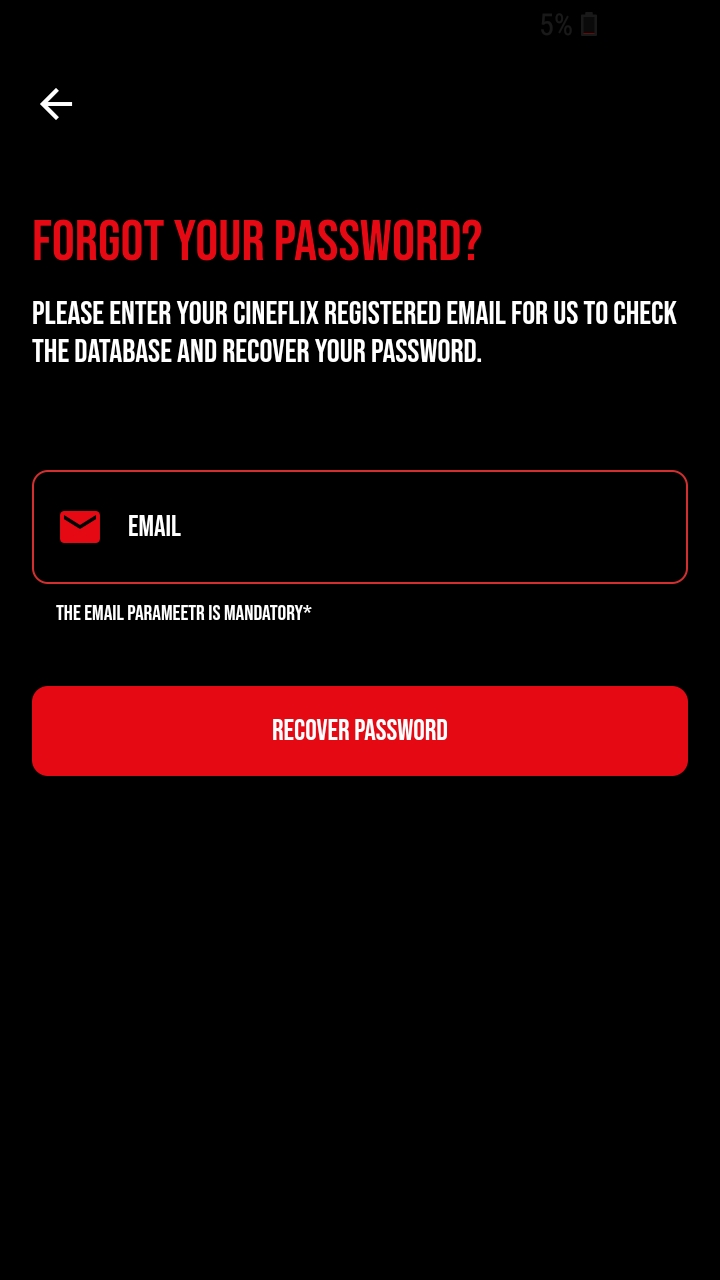 5%
FORGOT YOUR PASSWORD?
PLEASE ENTER YOUR CINEFLIX REGISTERED EMAIL FOR US TO CHECK
THE DATABASE AND RECOVER YOUR PASSWORD.
EMAIL
THE EMAIL PARAMEETR IS MANDATORY*
RECOVER PASSWORD